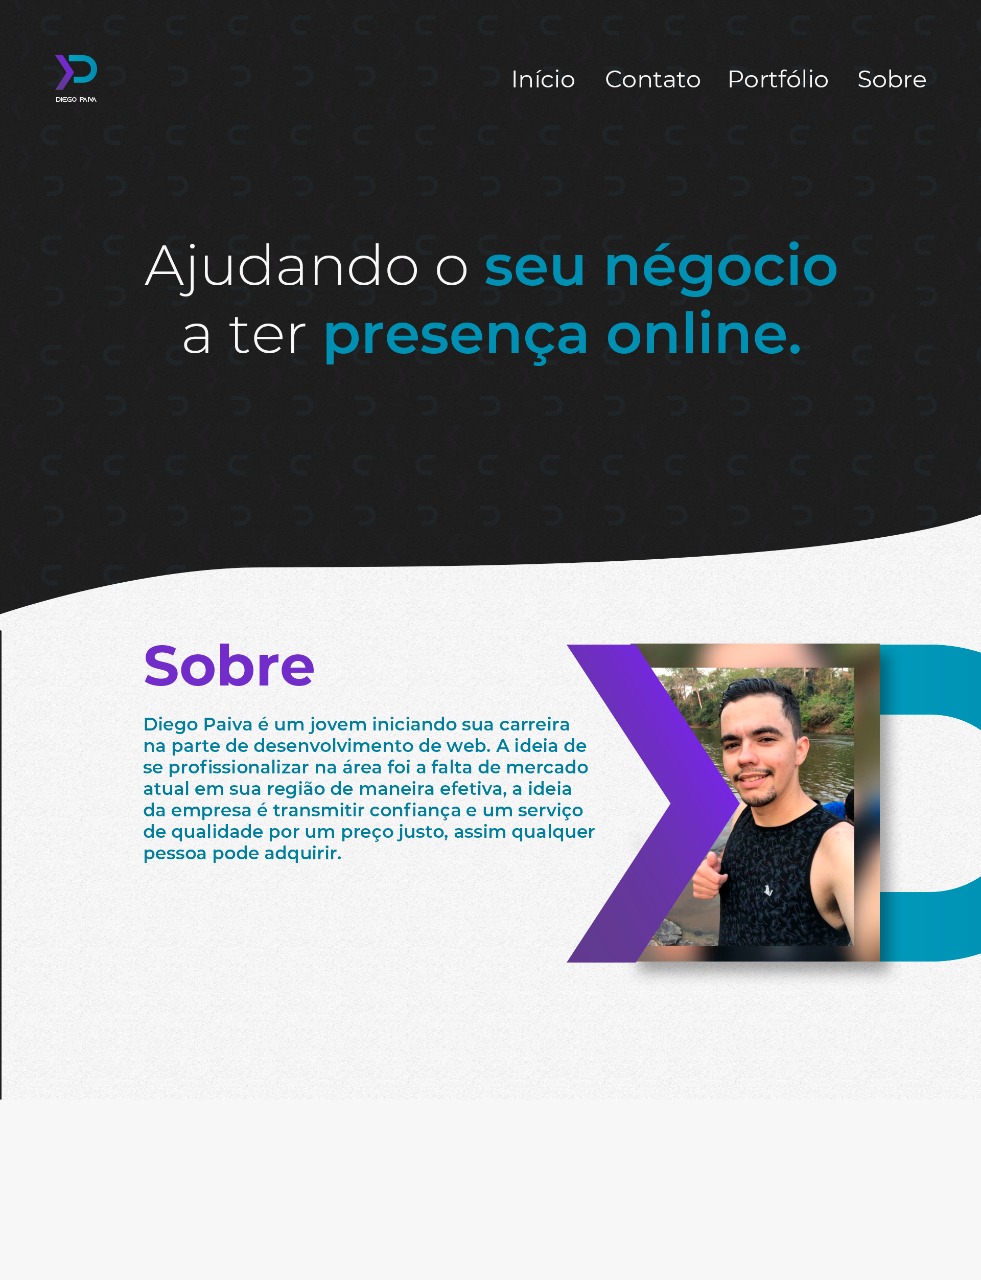 DIEGO PAIVA
Início Contato Portfólio Sobre
Ajudando o seu négocio
a ter presença online.
Sobre
Diego Paiva é um jovem iniciando sua carreira
na parte de desenvolvimento de web. A ideia de
se profissionalizar na área foi a falta de mercado
atual em sua região de maneira efetiva, a ideia
da empresa é transmitir confiança e um serviço
de qualidade por um preço justo, assim qualquer
pessoa pode adquirir.